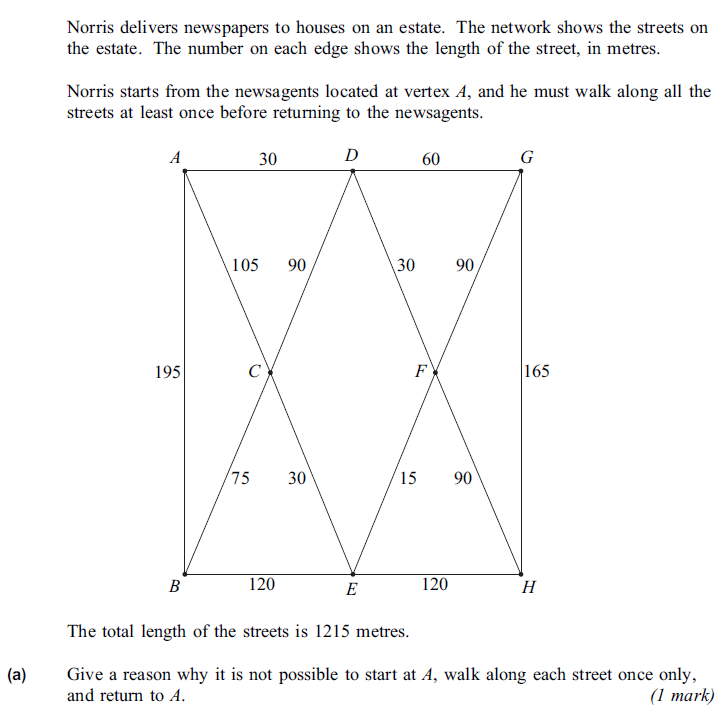 Norris delivers newspapers to houses on an estate. The network shows the streets on
the estate. The number on each edge shows the length of the street, in metres.
Norris starts from the newsagents located at vertex A, and he must walk along all the
streets at least once before returning to the newsagents.
A 30 D 60 G
105 90 30 90
195 C F 165
75 30 15 90
B 120 E 120 H
The total length of the streets is 1215 metres.
(a) Give a reason why it is not possible to start at A, walk along each street once only,
and return to A. (1 mark)